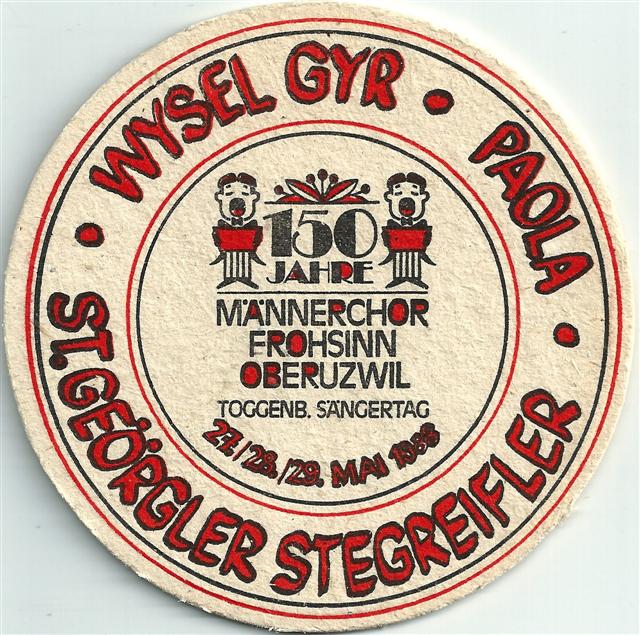 WYSEL GYR • PAOLA •
ST. GEÖRGLER STEGREIFLER •
150
JAHRE
MÄNNERCHOR
FROHSINN
OBERUZWIL
TOGGENB. SÄNGERTAG
27./28./29. MAI 1988